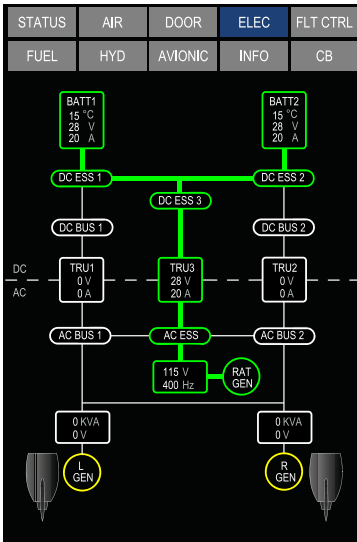 STATUS AIR DOOR ELEC FLT CTRL
FUEL HYD AVIONIC INFO CB
BATT1 BATT2
15 °C 15 °C
28 V 28 V
20 A 20 A
DC ESS 1 DC ESS 2
DC ESS 3
DC BUS 1 DC BUS 2
DC TRU1 TRU3 TRU2
0 V 28 V 0 V
AC 0 A 20 A 0 A
AC BUS 1 AC ESS AC BUS 2
115 V RAT
400 Hz GEN
0 KVA 0 KVA
0 V 0 V
L R
GEN GEN